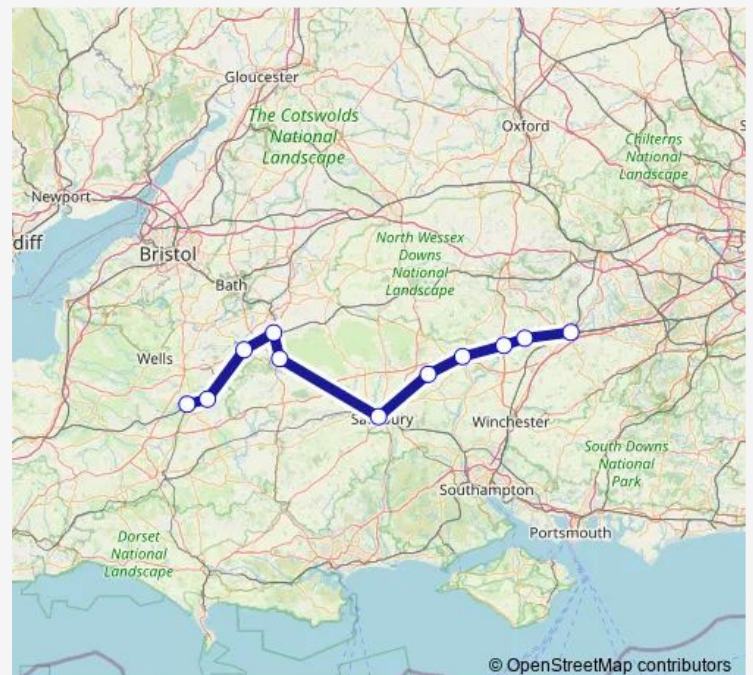 Gloucester
The Cotswolds
National
Landscape
Oxford
Chilterns
National
Landscape
Newport
diff
Bristol
North Wessex
Downs
National
Landscape
Bath
Wells
Winchester
South Downs
National
Park
Southampton
Portsmouth
Dorset
National
Landscape
© OpenStreetMap contributors